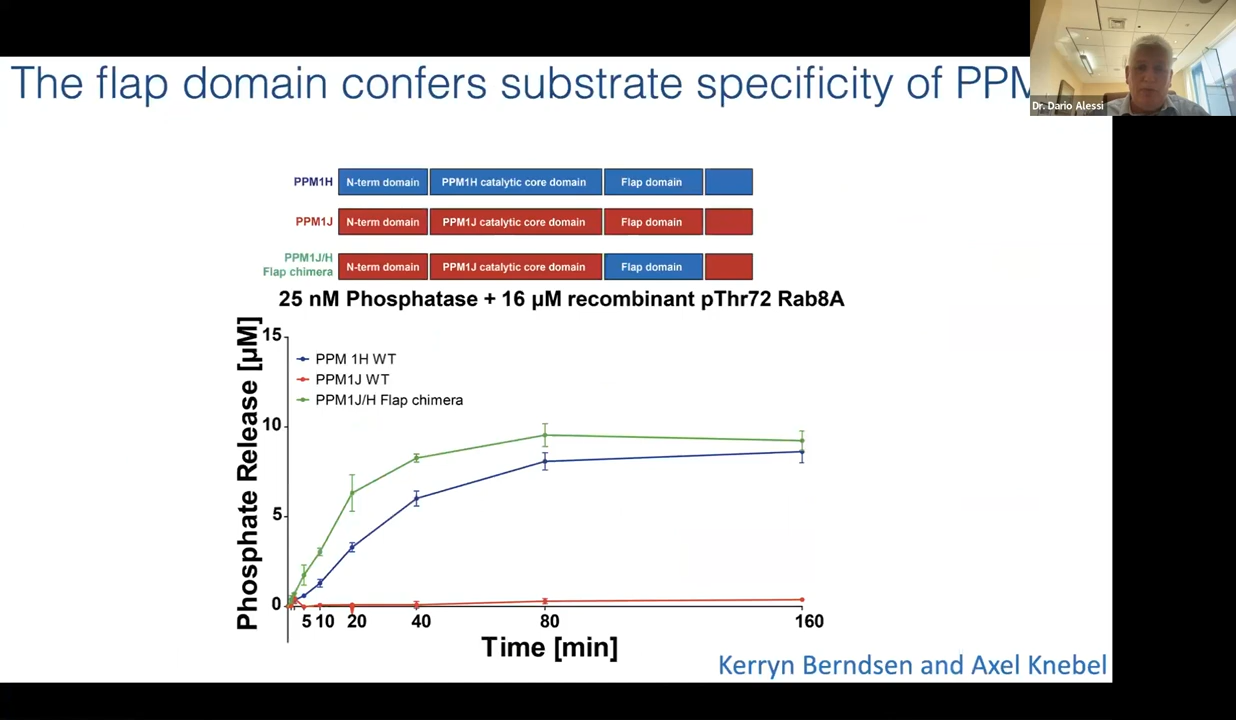 The flap domain confers substrate specificity of PPM
Dr. Dario Alessi
PPM1H N-term domain PPM1H catalytic core domain Flap domain
PPM1J N-term domain PPM1J catalytic core domain Flap domain
PPM1J/H
Flap chimera N-term domain PPM1J catalytic core domain Flap domain
25 nM Phosphatase + 16 µM recombinant pThr72 Rab8A
Phosphate Release [µM]
15
10
5
0
PPM 1H WT
PPM1J WT
PPM1J/H Flap chimera
5 10 20 40 80 160
Time [min]
Kerryn Berndsen and Axel Knebel